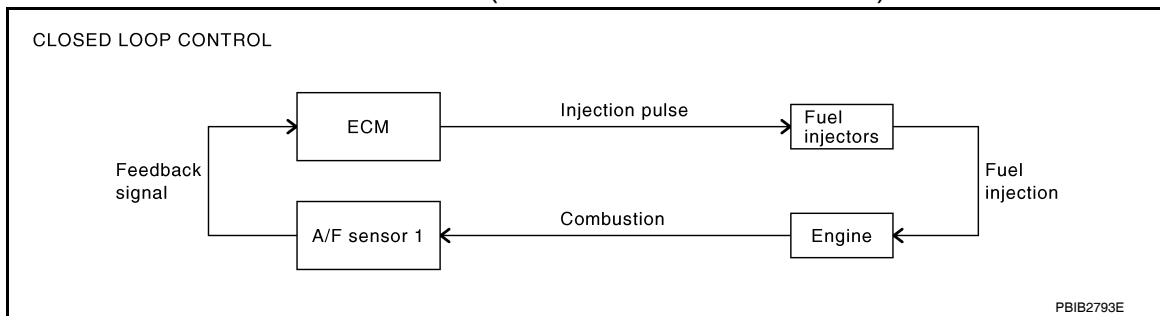 CLOSED LOOP CONTROL
ECM
Injection pulse
Fuel
injectors
Feedback
signal
Fuel
injection
A/F sensor 1
Combustion
Engine
PBIB2793E